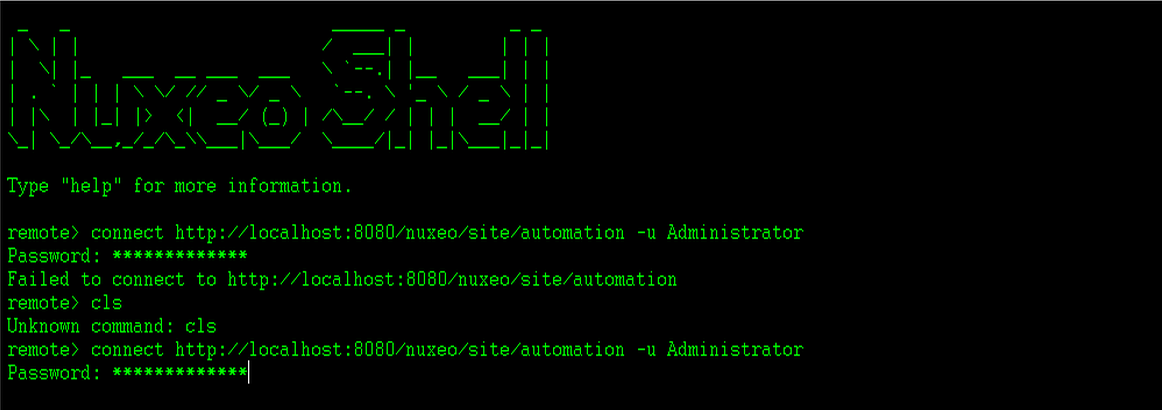 Nuxeo Shell
Type "help" for more information.
remote> connect http://localhost:8080/nuxeo/site/automation -u Administrator
Password: *************
Failed to connect to http://localhost:8080/nuxeo/site/automation
remote> cls
Unknown command: cls
remote> connect http://localhost:8080/nuxeo/site/automation -u Administrator
Password: *************